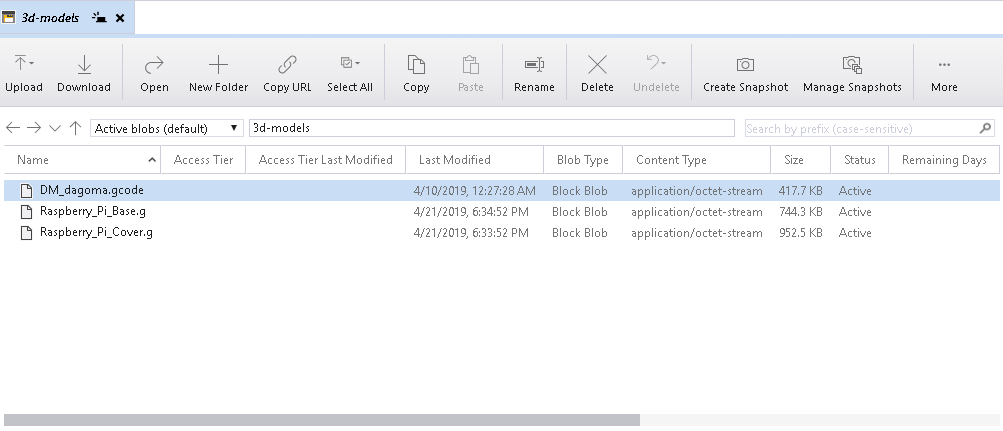 3d-models
Upload Download Open New Folder Copy URL Select All Copy Paste Rename Delete Undelete Create Snapshot Manage Snapshots More
Active blobs (default) 3d-models Search by prefix (case-sensitive)
Name Access Tier Access Tier Last Modified Last Modified Blob Type Content Type Size Status Remaining Days
DM_dagoma.gcode 4/10/2019, 12:27:28 AM Block Blob application/octet-stream 417.7 KB Active
Raspberry_Pi_Base.g 4/21/2019, 6:34:52 PM Block Blob application/octet-stream 744.3 KB Active
Raspberry_Pi_Cover.g 4/21/2019, 6:33:52 PM Block Blob application/octet-stream 952.5 KB Active